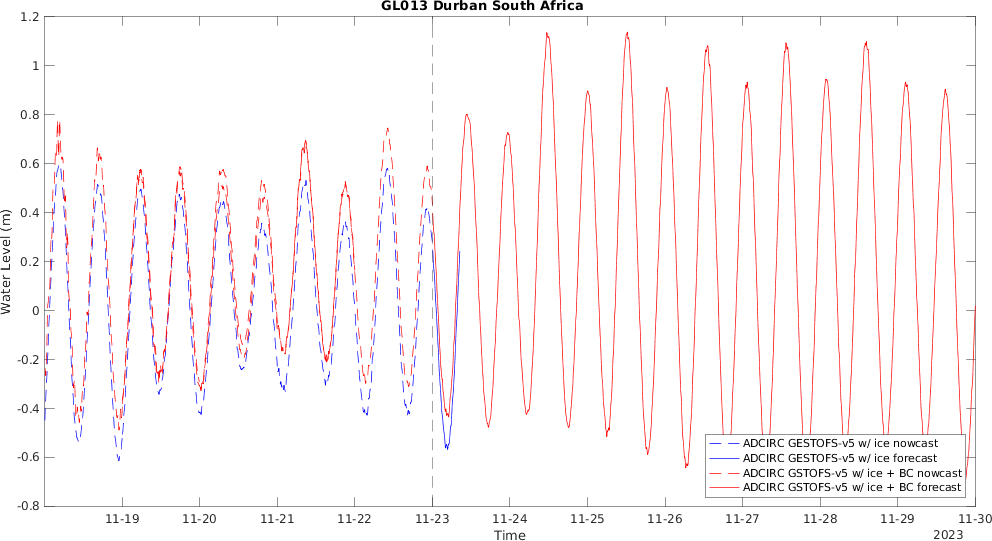 GL013 Durban South Africa
1.2
1
0.8
0.6
0.4
0.2
0
-0.2
-0.4
-0.6
-0.8
Water Level (m)
ADCIRC GESTOFS-v5 w/ ice nowcast
ADCIRC GESTOFS-v5 w/ ice forecast
ADCIRC GSTOFS-v5 w/ ice + BC nowcast
ADCIRC GSTOFS-v5 w/ ice + BC forecast
11-19 11-20 11-21 11-22 11-23 11-24 11-25 11-26 11-27 11-28 11-29 11-30
Time 2023